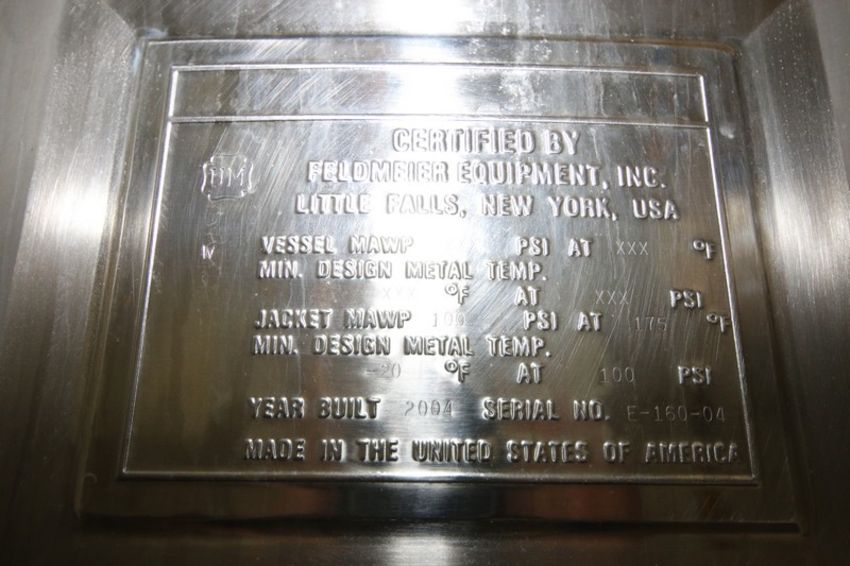 CERTIFIED BY
UM FELDMEIER EQUIPMENT, INC.
LITTLE FALLS, NEW YORK, USA
W VESSEL MAWP PSI AT XXX °F
MIN. DESIGN METAL TEMP.
XXX °F AT XXX PSI
JACKET MAWP 100 PSI AT 175 °F
MIN. DESIGN METAL TEMP.
-20 °F AT 100 PSI
YEAR BUILT 2004 SERIAL NO. E-160-04
MADE IN THE UNITED STATES OF AMERICA